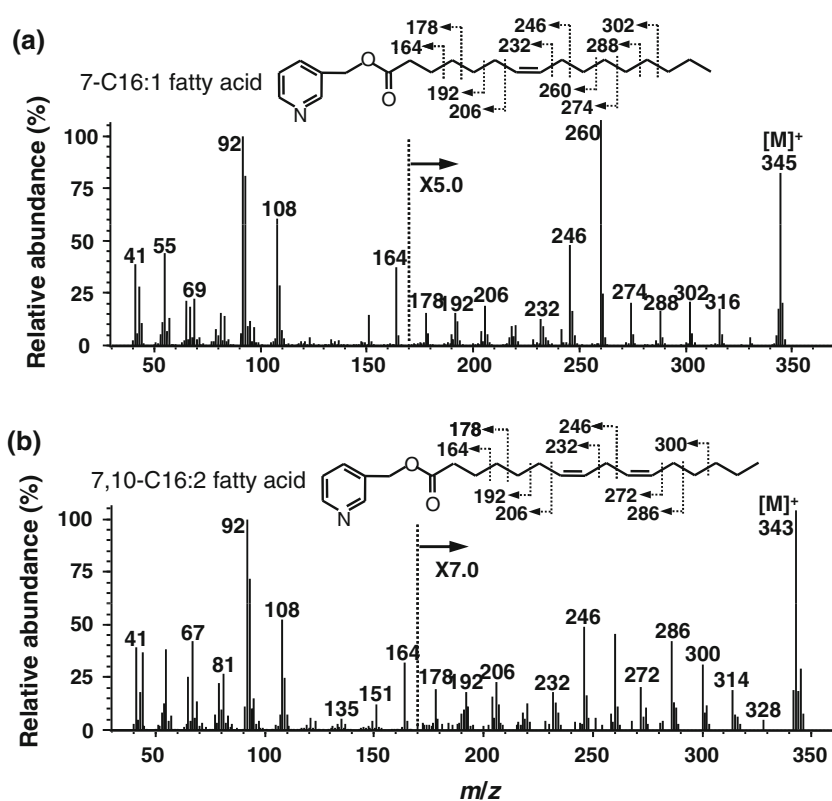 (a)
7-C16:1 fatty acid
178 246 302
164 232 288
192 260
206 274
N
O
O
Relative abundance (%)
100
75
50
25
0
41 55 69 92 108 164 178 192 206 232 246 260 274 288 302 316 345
[M]+
X5.0
50 100 150 200 250 300 350
(b)
7,10-C16:2 fatty acid
178 246
164 232 300
192 272
206 286
N
O
O
Relative abundance (%)
100
75
50
25
0
41 67 81 92 108 135 151 164 178 192 206 232 246 272 286 300 314 328 343
[M]+
X7.0
50 100 150 200 250 300 350
m/z